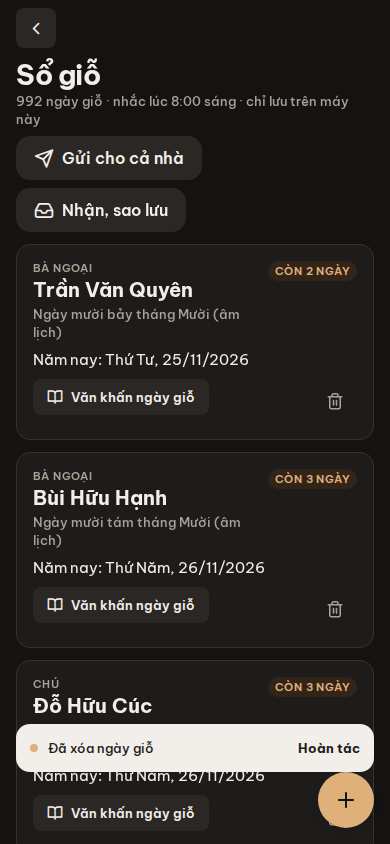 Sổ giỗ
992 ngày giỗ · nhắc lúc 8:00 sáng · chỉ lưu trên máy
này
Gửi cho cả nhà
Nhận, sao lưu
BÀ NGOẠI
CÒN 2 NGÀY
Trần Văn Quyên
Ngày mười bảy tháng Mười (âm
lịch)
Năm nay: Thứ Tư, 25/11/2026
Văn khấn ngày giỗ
BÀ NGOẠI
CÒN 3 NGÀY
Bùi Hữu Hạnh
Ngày mười tám tháng Mười (âm
lịch)
Năm nay: Thứ Năm, 26/11/2026
Văn khấn ngày giỗ
CHÚ
CÒN 3 NGÀY
Đỗ Hữu Cúc
Đã xóa ngày giỗ
Hoàn tác
Năm nay: Thứ Năm, 26/11/2026
Văn khấn ngày giỗ